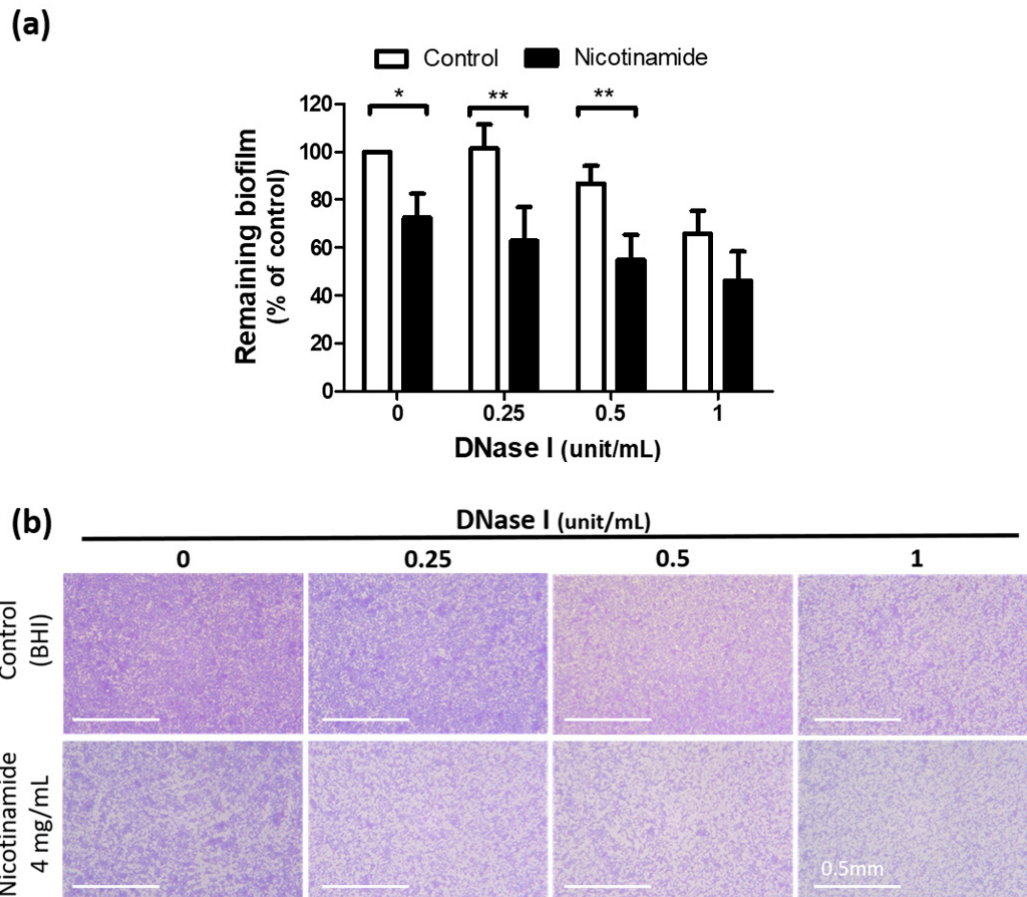 (a)
Control Nicotinamide
* ** **
120
100
80
60
40
20
0
Remaining biofilm
(% of control)
0 0.25 0.5 1
DNase I (unit/mL)
(b)
DNase I (unit/mL)
0 0.25 0.5 1
Control
(BHI)
Nicotinamide
4 mg/mL
0.5mm